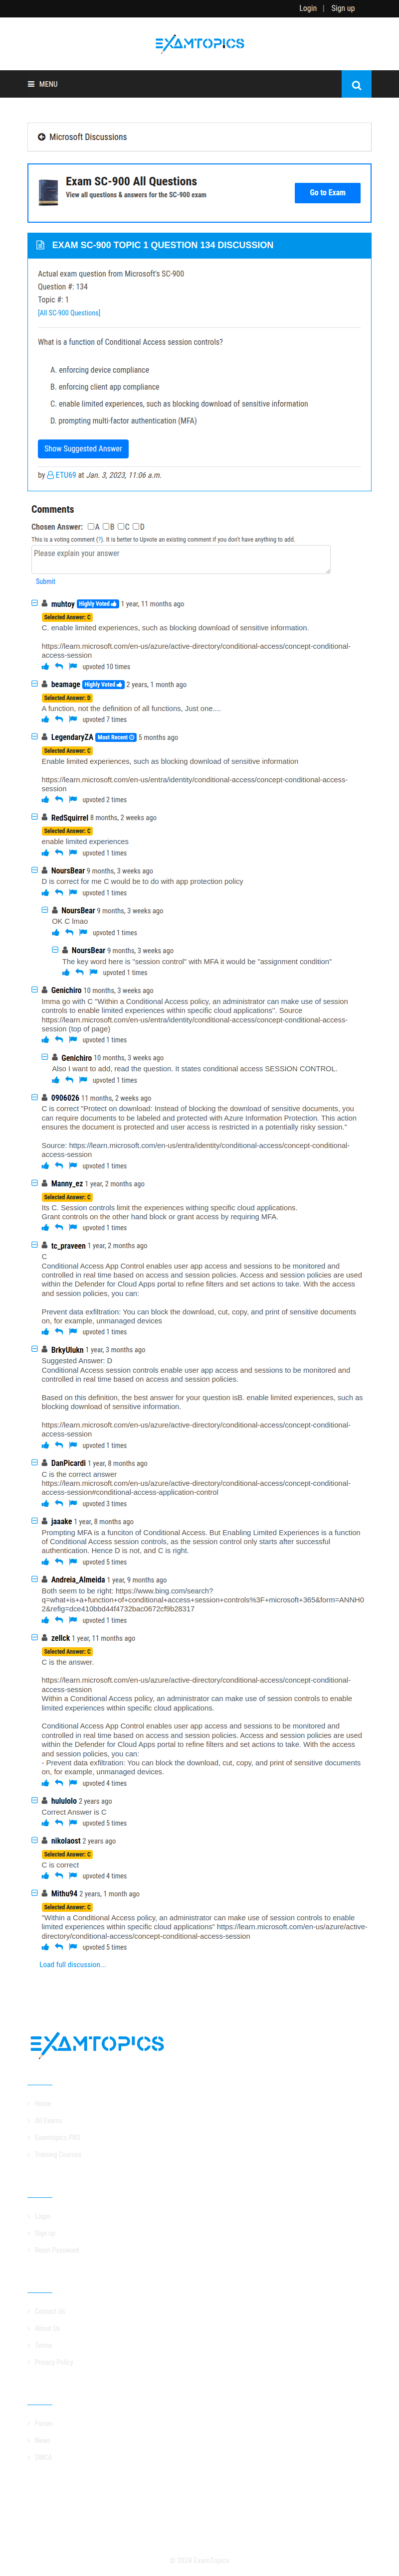 Login | Sign up
EXAMTOPICS
MENU
Microsoft Discussions
Exam SC-900 All Questions
View all questions & answers for the SC-900 exam
Go to Exam
EXAM SC-900 TOPIC 1 QUESTION 134 DISCUSSION
Actual exam question from Microsoft's SC-900
Question #: 134
Topic #: 1
[All SC-900 Questions]
What is a function of Conditional Access session controls?
A. enforcing device compliance
B. enforcing client app compliance
C. enable limited experiences, such as blocking download of sensitive information
D. prompting multi-factor authentication (MFA)
Show Suggested Answer
by ETU69 at Jan. 3, 2023, 11:06 a.m.
Comments
Chosen Answer: A B C D
This is a voting comment (?). It is better to Upvote an existing comment if you don't have anything to add.
Please explain your answer
Submit
muhtoy Highly Voted 1 year, 11 months ago
Selected Answer: C
C. enable limited experiences, such as blocking download of sensitive information.
https://learn.microsoft.com/en-us/azure/active-directory/conditional-access/concept-conditional-
access-session
upvoted 10 times
beamage Highly Voted 2 years, 1 month ago
Selected Answer: D
A function, not the definition of all functions, Just one....
upvoted 7 times
LegendaryZA Most Recent 5 months ago
Selected Answer: C
Enable limited experiences, such as blocking download of sensitive information
https://learn.microsoft.com/en-us/entra/identity/conditional-access/concept-conditional-access-
session
upvoted 2 times
RedSquirrel 8 months, 2 weeks ago
Selected Answer: C
enable limited experiences
upvoted 1 times
NoursBear 9 months, 3 weeks ago
D is correct for me C would be to do with app protection policy
upvoted 1 times
NoursBear 9 months, 3 weeks ago
OK C lmao
upvoted 1 times
NoursBear 9 months, 3 weeks ago
The key word here is "session control" with MFA it would be "assignment condition"
upvoted 1 times
Genichiro 10 months, 3 weeks ago
Imma go with C "Within a Conditional Access policy, an administrator can make use of session
controls to enable limited experiences within specific cloud applications". Source
https://learn.microsoft.com/en-us/entra/identity/conditional-access/concept-conditional-access-
session (top of page)
upvoted 1 times
Genichiro 10 months, 3 weeks ago
Also I want to add, read the question. It states conditional access SESSION CONTROL.
upvoted 1 times
0906026 11 months, 2 weeks ago
C is correct "Protect on download: Instead of blocking the download of sensitive documents, you
can require documents to be labeled and protected with Azure Information Protection. This action
ensures the document is protected and user access is restricted in a potentially risky session."
Source: https://learn.microsoft.com/en-us/entra/identity/conditional-access/concept-conditional-
access-session
upvoted 1 times
Manny_ez 1 year, 2 months ago
Selected Answer: C
Its C. Session controls limit the experiences withing specific cloud applications.
Grant controls on the other hand block or grant access by requiring MFA.
upvoted 1 times
tc_praveen 1 year, 2 months ago
C
Conditional Access App Control enables user app access and sessions to be monitored and
controlled in real time based on access and session policies. Access and session policies are used
within the Defender for Cloud Apps portal to refine filters and set actions to take. With the access
and session policies, you can:
Prevent data exfiltration: You can block the download, cut, copy, and print of sensitive documents
on, for example, unmanaged devices
upvoted 1 times
BrkyUlukn 1 year, 3 months ago
Suggested Answer: D
Conditional Access session controls enable user app access and sessions to be monitored and
controlled in real time based on access and session policies.
Based on this definition, the best answer for your question isB. enable limited experiences, such as
blocking download of sensitive information.
https://learn.microsoft.com/en-us/azure/active-directory/conditional-access/concept-conditional-
access-session
upvoted 1 times
DanPicardi 1 year, 8 months ago
C is the correct answer
https://learn.microsoft.com/en-us/azure/active-directory/conditional-access/concept-conditional-
access-session#conditional-access-application-control
upvoted 3 times
jaaake 1 year, 8 months ago
Prompting MFA is a funciton of Conditional Access. But Enabling Limited Experiences is a function
of Conditional Access session controls, as the session control only starts after successful
authentication. Hence D is not, and C is right.
upvoted 5 times
Andreia_Almeida 1 year, 9 months ago
Both seem to be right: https://www.bing.com/search?
q=what+is+a+function+of+conditional+access+session+controls%3F+microsoft+365&form=ANNH0
2&refig=dce410bbd44f4732bac0672cf9b28317
upvoted 1 times
zellck 1 year, 11 months ago
Selected Answer: C
C is the answer.
https://learn.microsoft.com/en-us/azure/active-directory/conditional-access/concept-conditional-
access-session
Within a Conditional Access policy, an administrator can make use of session controls to enable
limited experiences within specific cloud applications.
Conditional Access App Control enables user app access and sessions to be monitored and
controlled in real time based on access and session policies. Access and session policies are used
within the Defender for Cloud Apps portal to refine filters and set actions to take. With the access
and session policies, you can:
- Prevent data exfiltration: You can block the download, cut, copy, and print of sensitive documents
on, for example, unmanaged devices.
upvoted 4 times
hululolo 2 years ago
Correct Answer is C
upvoted 5 times
nikolaost 2 years ago
Selected Answer: C
C is correct
upvoted 4 times
Mithu94 2 years, 1 month ago
Selected Answer: C
"Within a Conditional Access policy, an administrator can make use of session controls to enable
limited experiences within specific cloud applications" https://learn.microsoft.com/en-us/azure/active-
directory/conditional-access/concept-conditional-access-session
upvoted 5 times
Load full discussion...
EXAMTOPICS
Home
All Exams
Examtopics PRO
Training Courses
Login
Sign up
Reset Password
Contact Us
About Us
Terms
Privacy Policy
Forum
News
DMCA
© 2024 ExamTopics